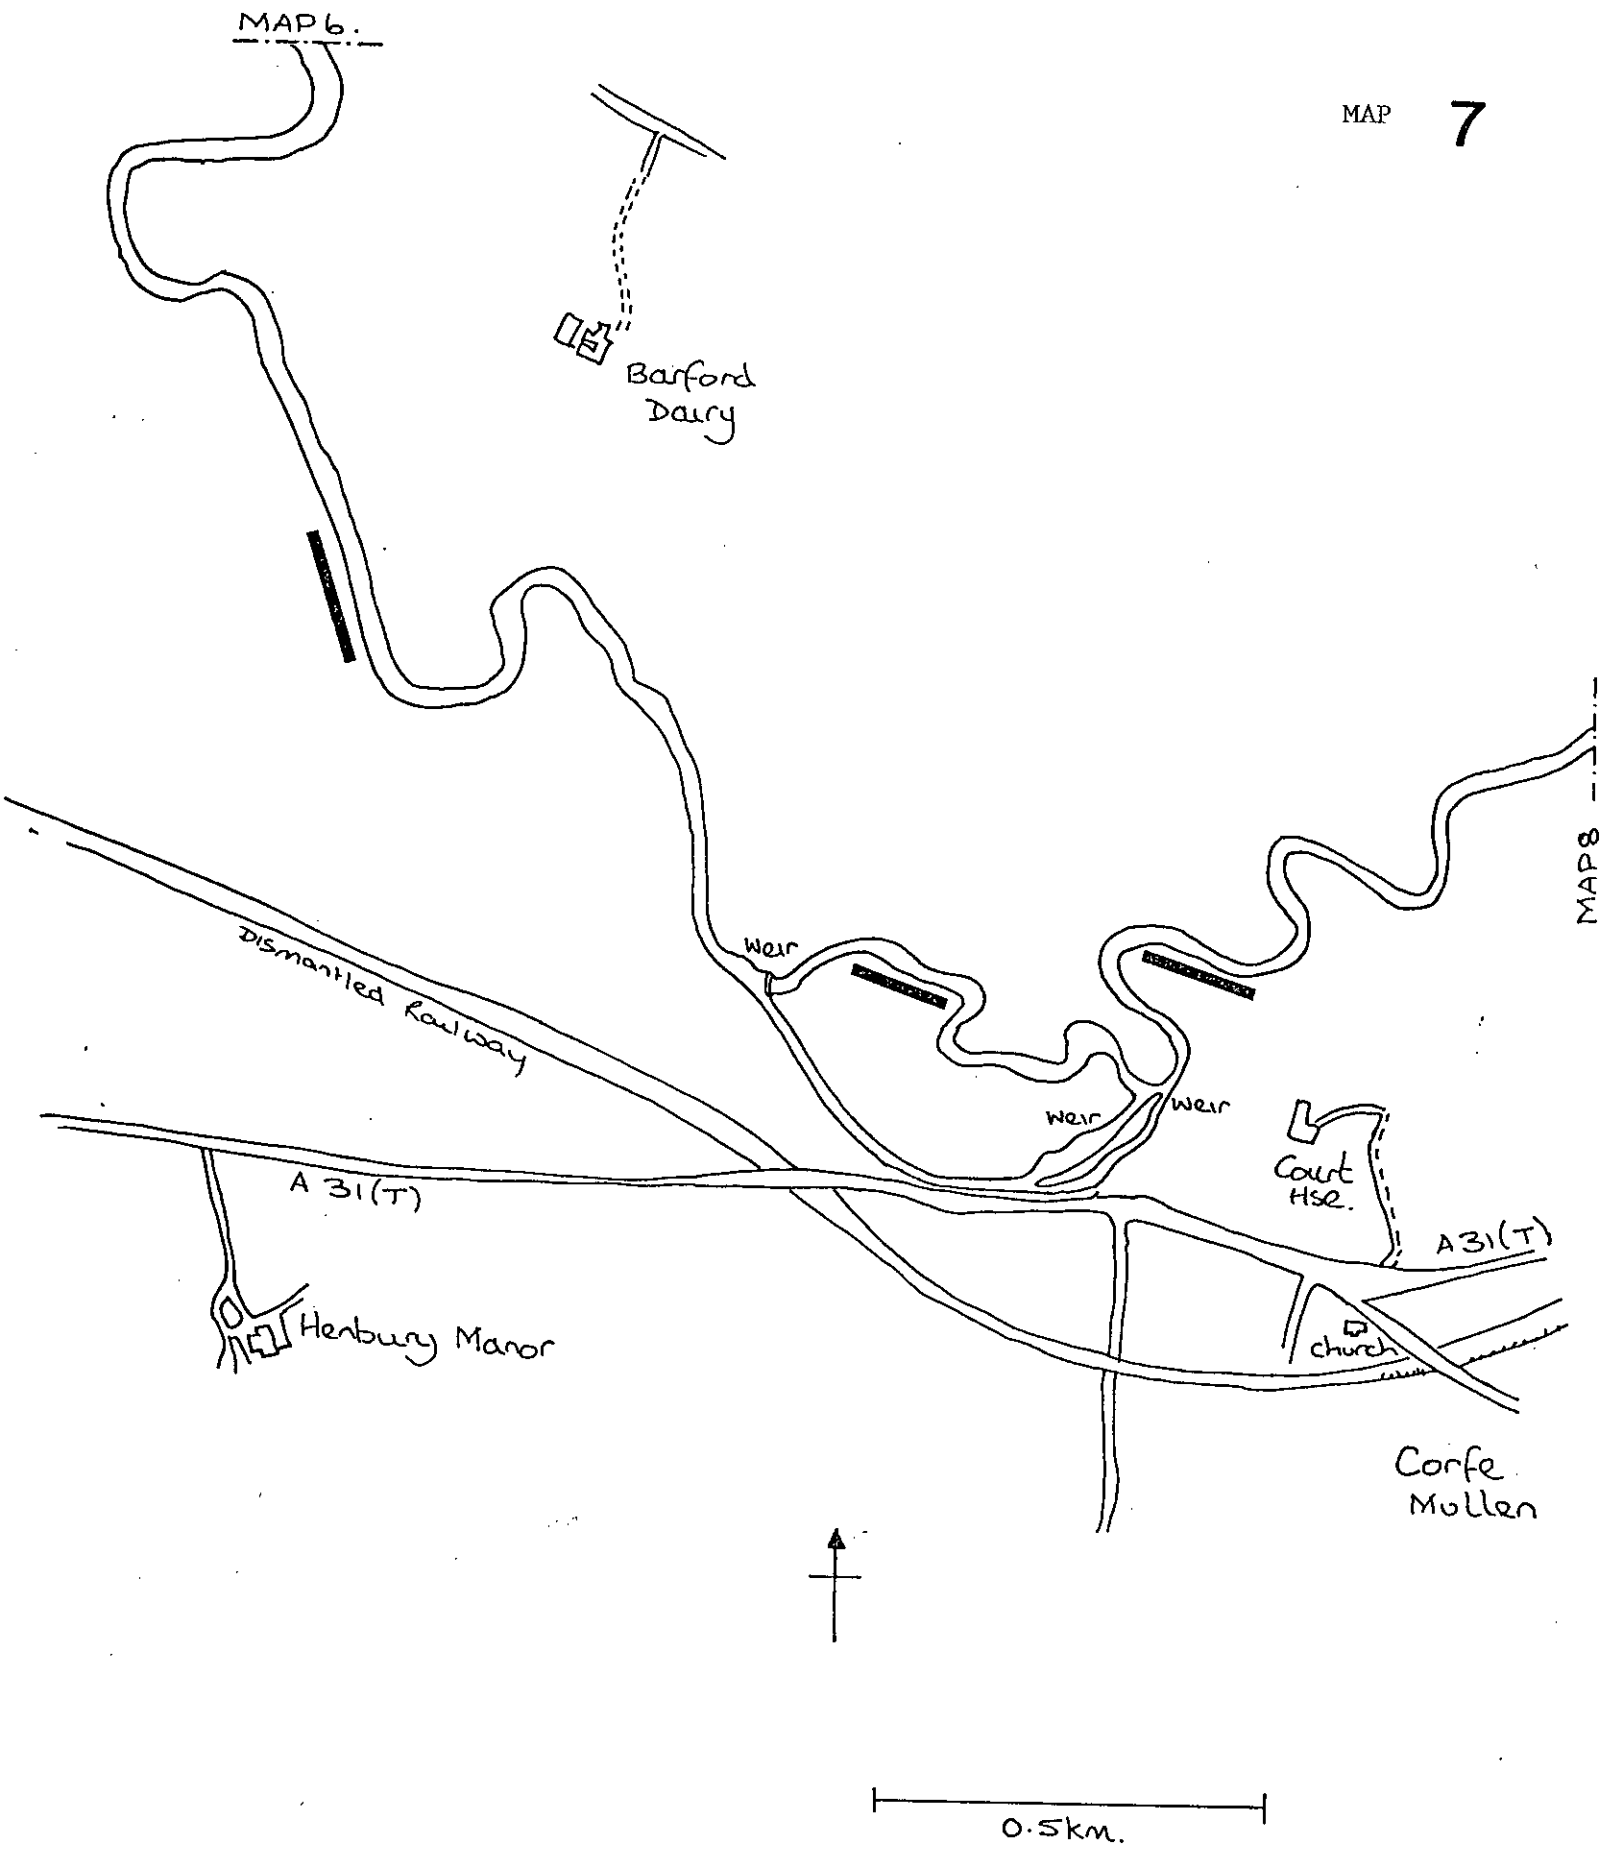 MAP 6.
MAP 7
Barford
Dairy
MAP 8
Weir
Dismantled Railway
Weir
Weir
Court
Hse.
A 31(T)
A 31(T)
Henbury Manor
Church
Corfe
Mullen
0.5km.